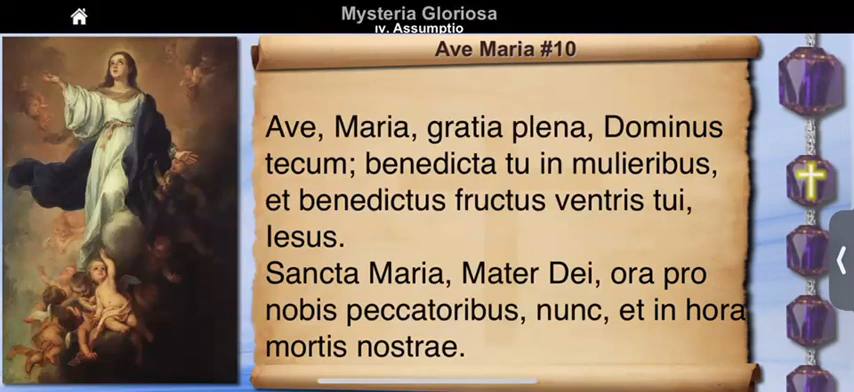 Mysteria Gloriosa
iv. Assumptio
Ave Maria #10
Ave, Maria, gratia plena, Dominus
tecum; benedicta tu in mulieribus,
et benedictus fructus ventris tui,
Iesus.
Sancta Maria, Mater Dei, ora pro
nobis peccatoribus, nunc, et in hora
mortis nostrae.